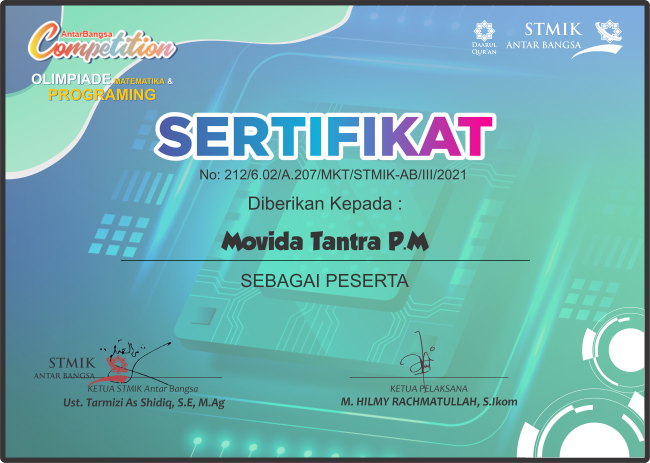 AntarBangsa
Competition
OLIMPIADE MATEMATIKA &
PROGRAMING
DAARUL
QUR'AN
STMIK
ANTAR BANGSA
SERTIFIKAT
No: 212/6.02/A.207/MKT/STMIK-AB/III/2021
Diberikan Kepada :
Movida Tantra P.M
SEBAGAI PESERTA
STMIK
ANTAR BANGSA
KETUA STMIK Antar Bangsa
Ust. Tarmizi As Shidiq, S.E, M.Ag
KETUA PELAKSANA
M. HILMY RACHMATULLAH, S.Ikom